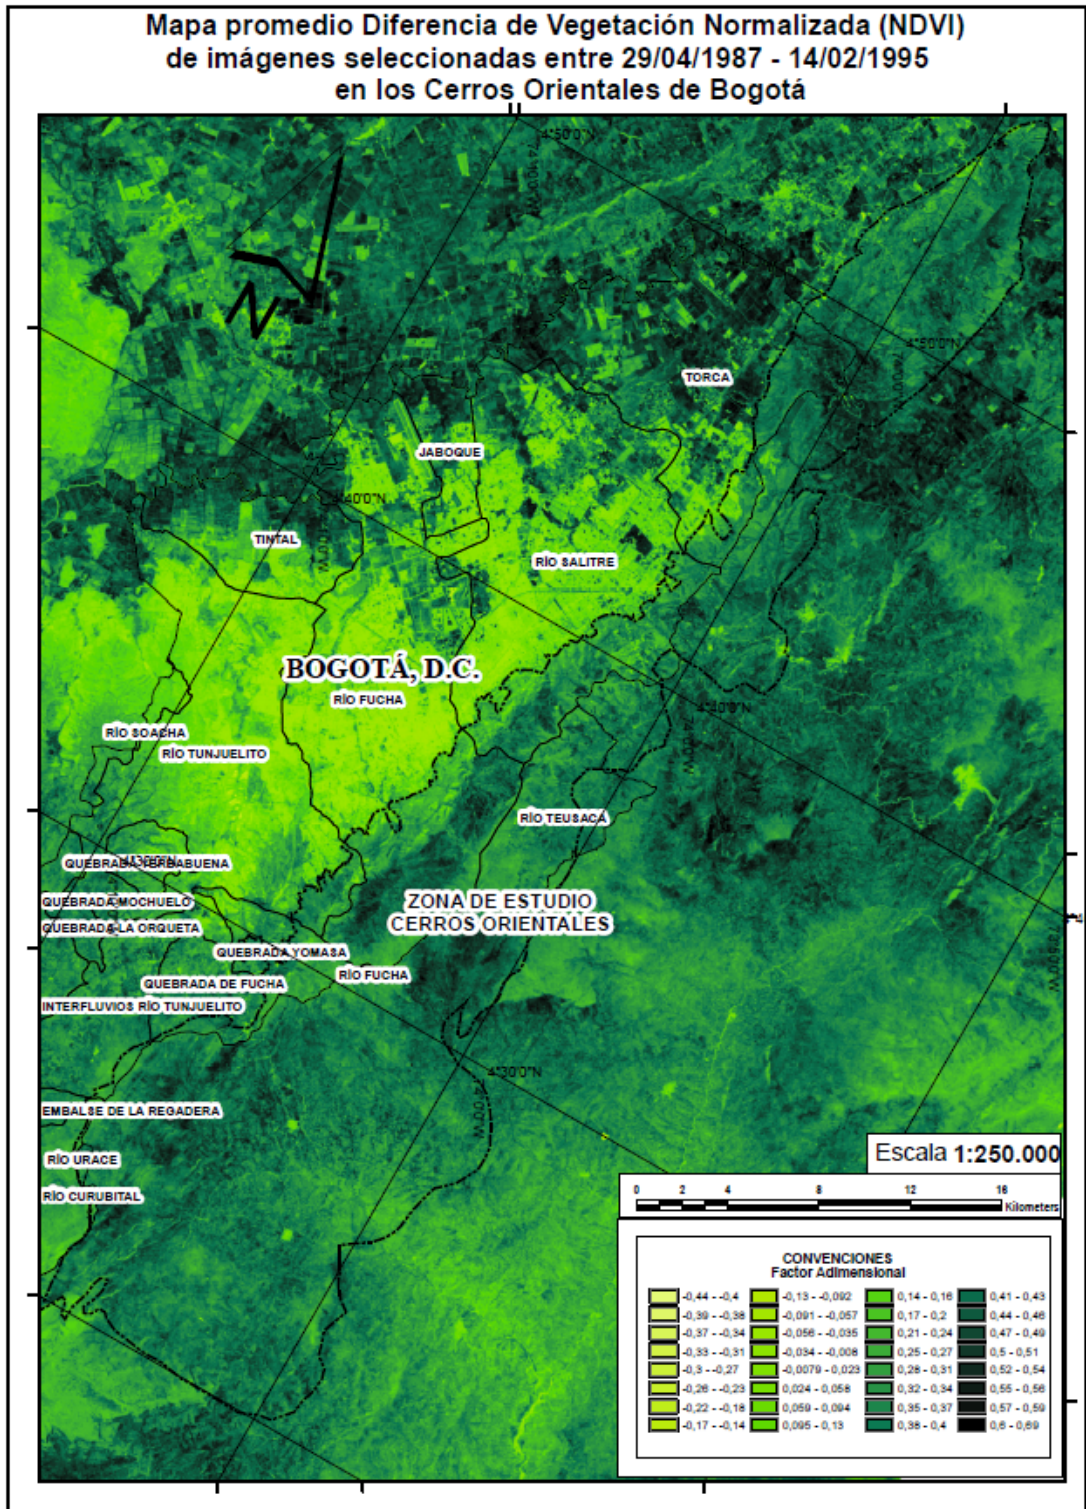 Mapa promedio Diferencia de Vegetación Normalizada (NDVI)
de imágenes seleccionadas entre 29/04/1987 - 14/02/1995
en los Cerros Orientales de Bogotá
4°50'0"N
N
4°50'0"N
TORCA
JABOQUE
4°40'0"N
TINTAL
RÍO SALITRE
BOGOTÁ, D.C.
RÍO FUCHA
4°40'0"N
RÍO SOACHA
RÍO TUNJUELITO
RÍO TEUSACÁ
QUEBRADA YERBABUENA
QUEBRADA MOCHUELO
ZONA DE ESTUDIO
CERROS ORIENTALES
QUEBRADA LA ORQUETA
QUEBRADA YOMASA
RÍO FUCHA
QUEBRADA DE FUCHA
INTERFLUVIOS RÍO TUNJUELITO
4°30'0"N
EMBALSE DE LA REGADERA
RÍO URACE
RÍO CURUBITAL
Escala 1:250.000
0 2 4 8 12 16
Kilometers
CONVENCIONES
Factor Adimensional
-0,44 - -0,4 -0,13 - -0,092 0,14 - 0,16 0,41 - 0,43
-0,39 - -0,38 -0,091 - -0,057 0,17 - 0,2 0,44 - 0,46
-0,37 - -0,34 -0,056 - -0,035 0,21 - 0,24 0,47 - 0,49
-0,33 - -0,31 -0,034 - -0,008 0,25 - 0,27 0,5 - 0,51
-0,3 - -0,27 -0,0079 - 0,023 0,28 - 0,31 0,52 - 0,54
-0,26 - -0,23 0,024 - 0,058 0,32 - 0,34 0,55 - 0,56
-0,22 - -0,18 0,059 - 0,094 0,35 - 0,37 0,57 - 0,59
-0,17 - -0,14 0,095 - 0,13 0,38 - 0,4 0,6 - 0,69